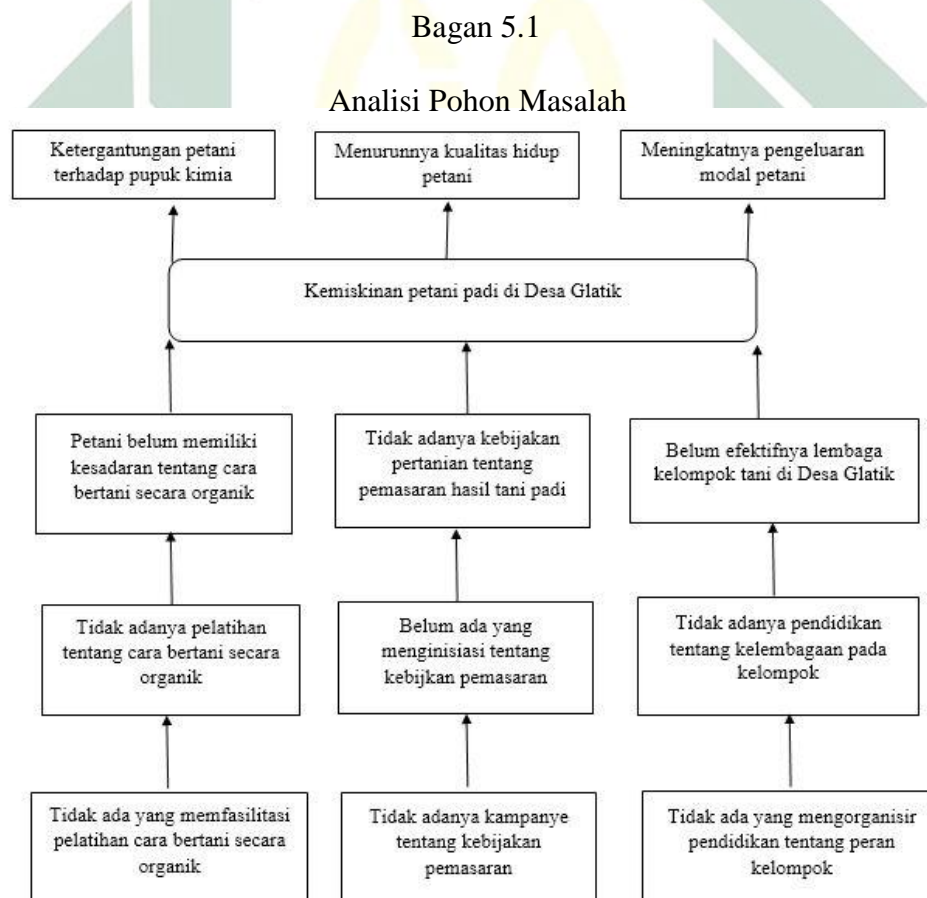 Bagan 5.1
Analisi Pohon Masalah
Ketergantungan petani
terhadap pupuk kimia
Menurunnya kualitas hidup
petani
Meningkatnya pengeluaran
modal petani
Kemiskinan petani padi di Desa Glatik
Petani belum memiliki
kesadaran tentang cara
bertani secara organik
Tidak adanya kebijakan
pertanian tentang
pemasaran hasil tani padi
Belum efektifnya lembaga
kelompok tani di Desa Glatik
Tidak adanya pelatihan
tentang cara bertani secara
organik
Belum ada yang
menginisiasi tentang
kebijkan pemasaran
Tidak adanya pendidikan
tentang kelembagaan pada
kelompok
Tidak ada yang memfasilitasi
pelatihan cara bertani secara
organik
Tidak adanya kampanye
tentang kebijakan
pemasaran
Tidak ada yang mengorganisir
pendidikan tentang peran
kelompok